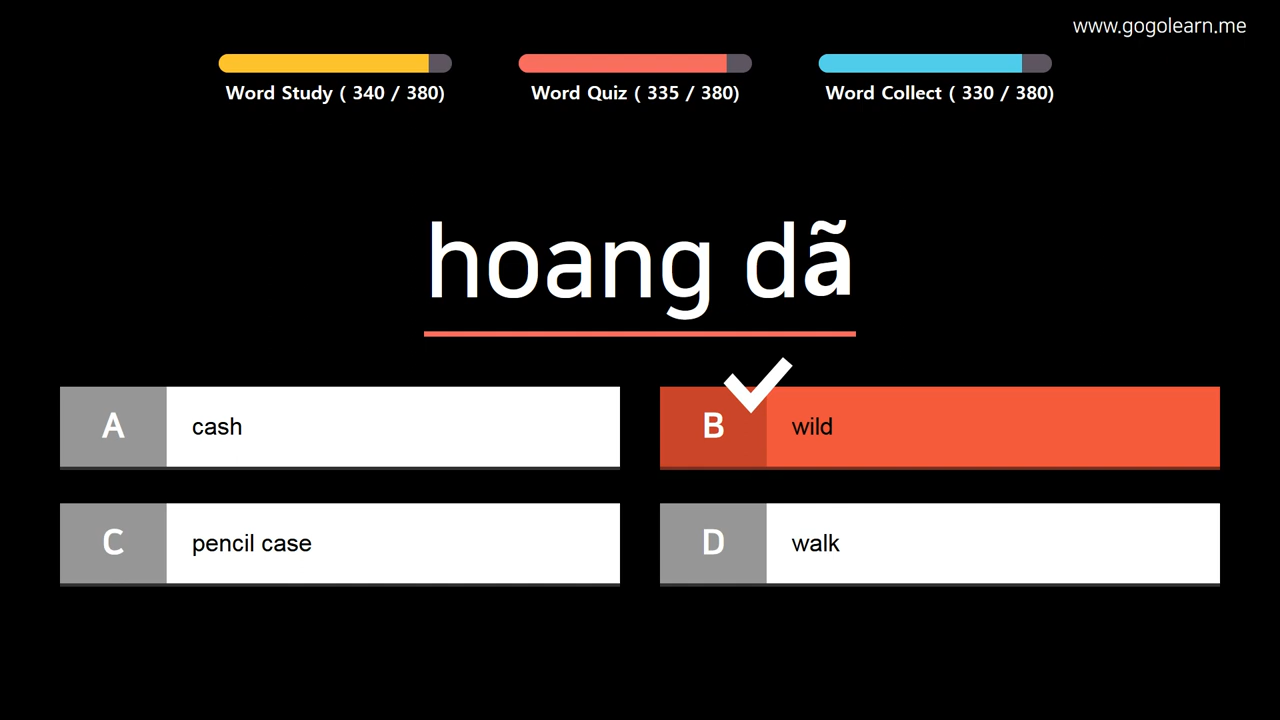 www.gogolearn.me
Word Study ( 340 / 380)
Word Quiz ( 335 / 380)
Word Collect ( 330 / 380)
hoang dã
A cash
B wild
C pencil case
D walk